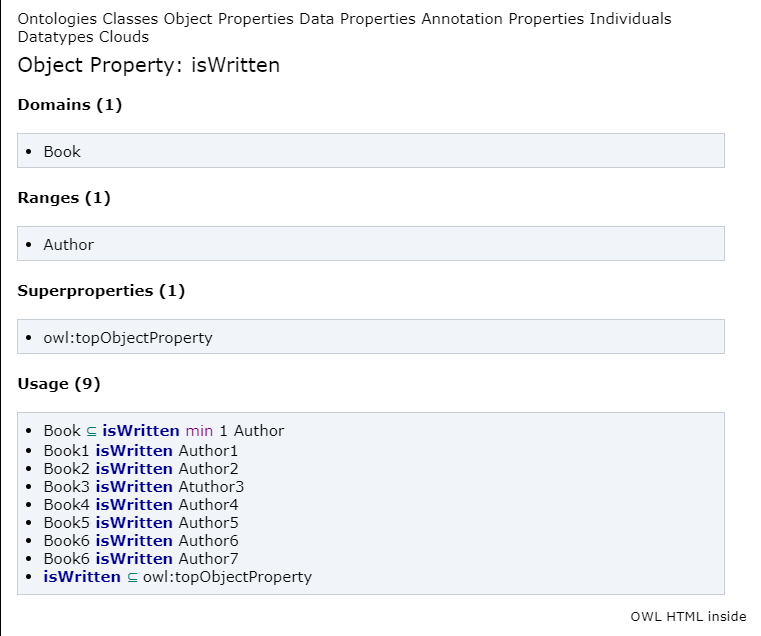 Ontologies Classes Object Properties Data Properties Annotation Properties Individuals
Datatypes Clouds
Object Property: isWritten
Domains (1)
• Book
Ranges (1)
• Author
Superproperties (1)
• owl:topObjectProperty
Usage (9)
• Book ⊆ isWritten min 1 Author
• Book1 isWritten Author1
• Book2 isWritten Author2
• Book3 isWritten Atuthor3
• Book4 isWritten Author4
• Book5 isWritten Author5
• Book6 isWritten Author6
• Book6 isWritten Author7
• isWritten ⊆ owl:topObjectProperty
OWL HTML inside